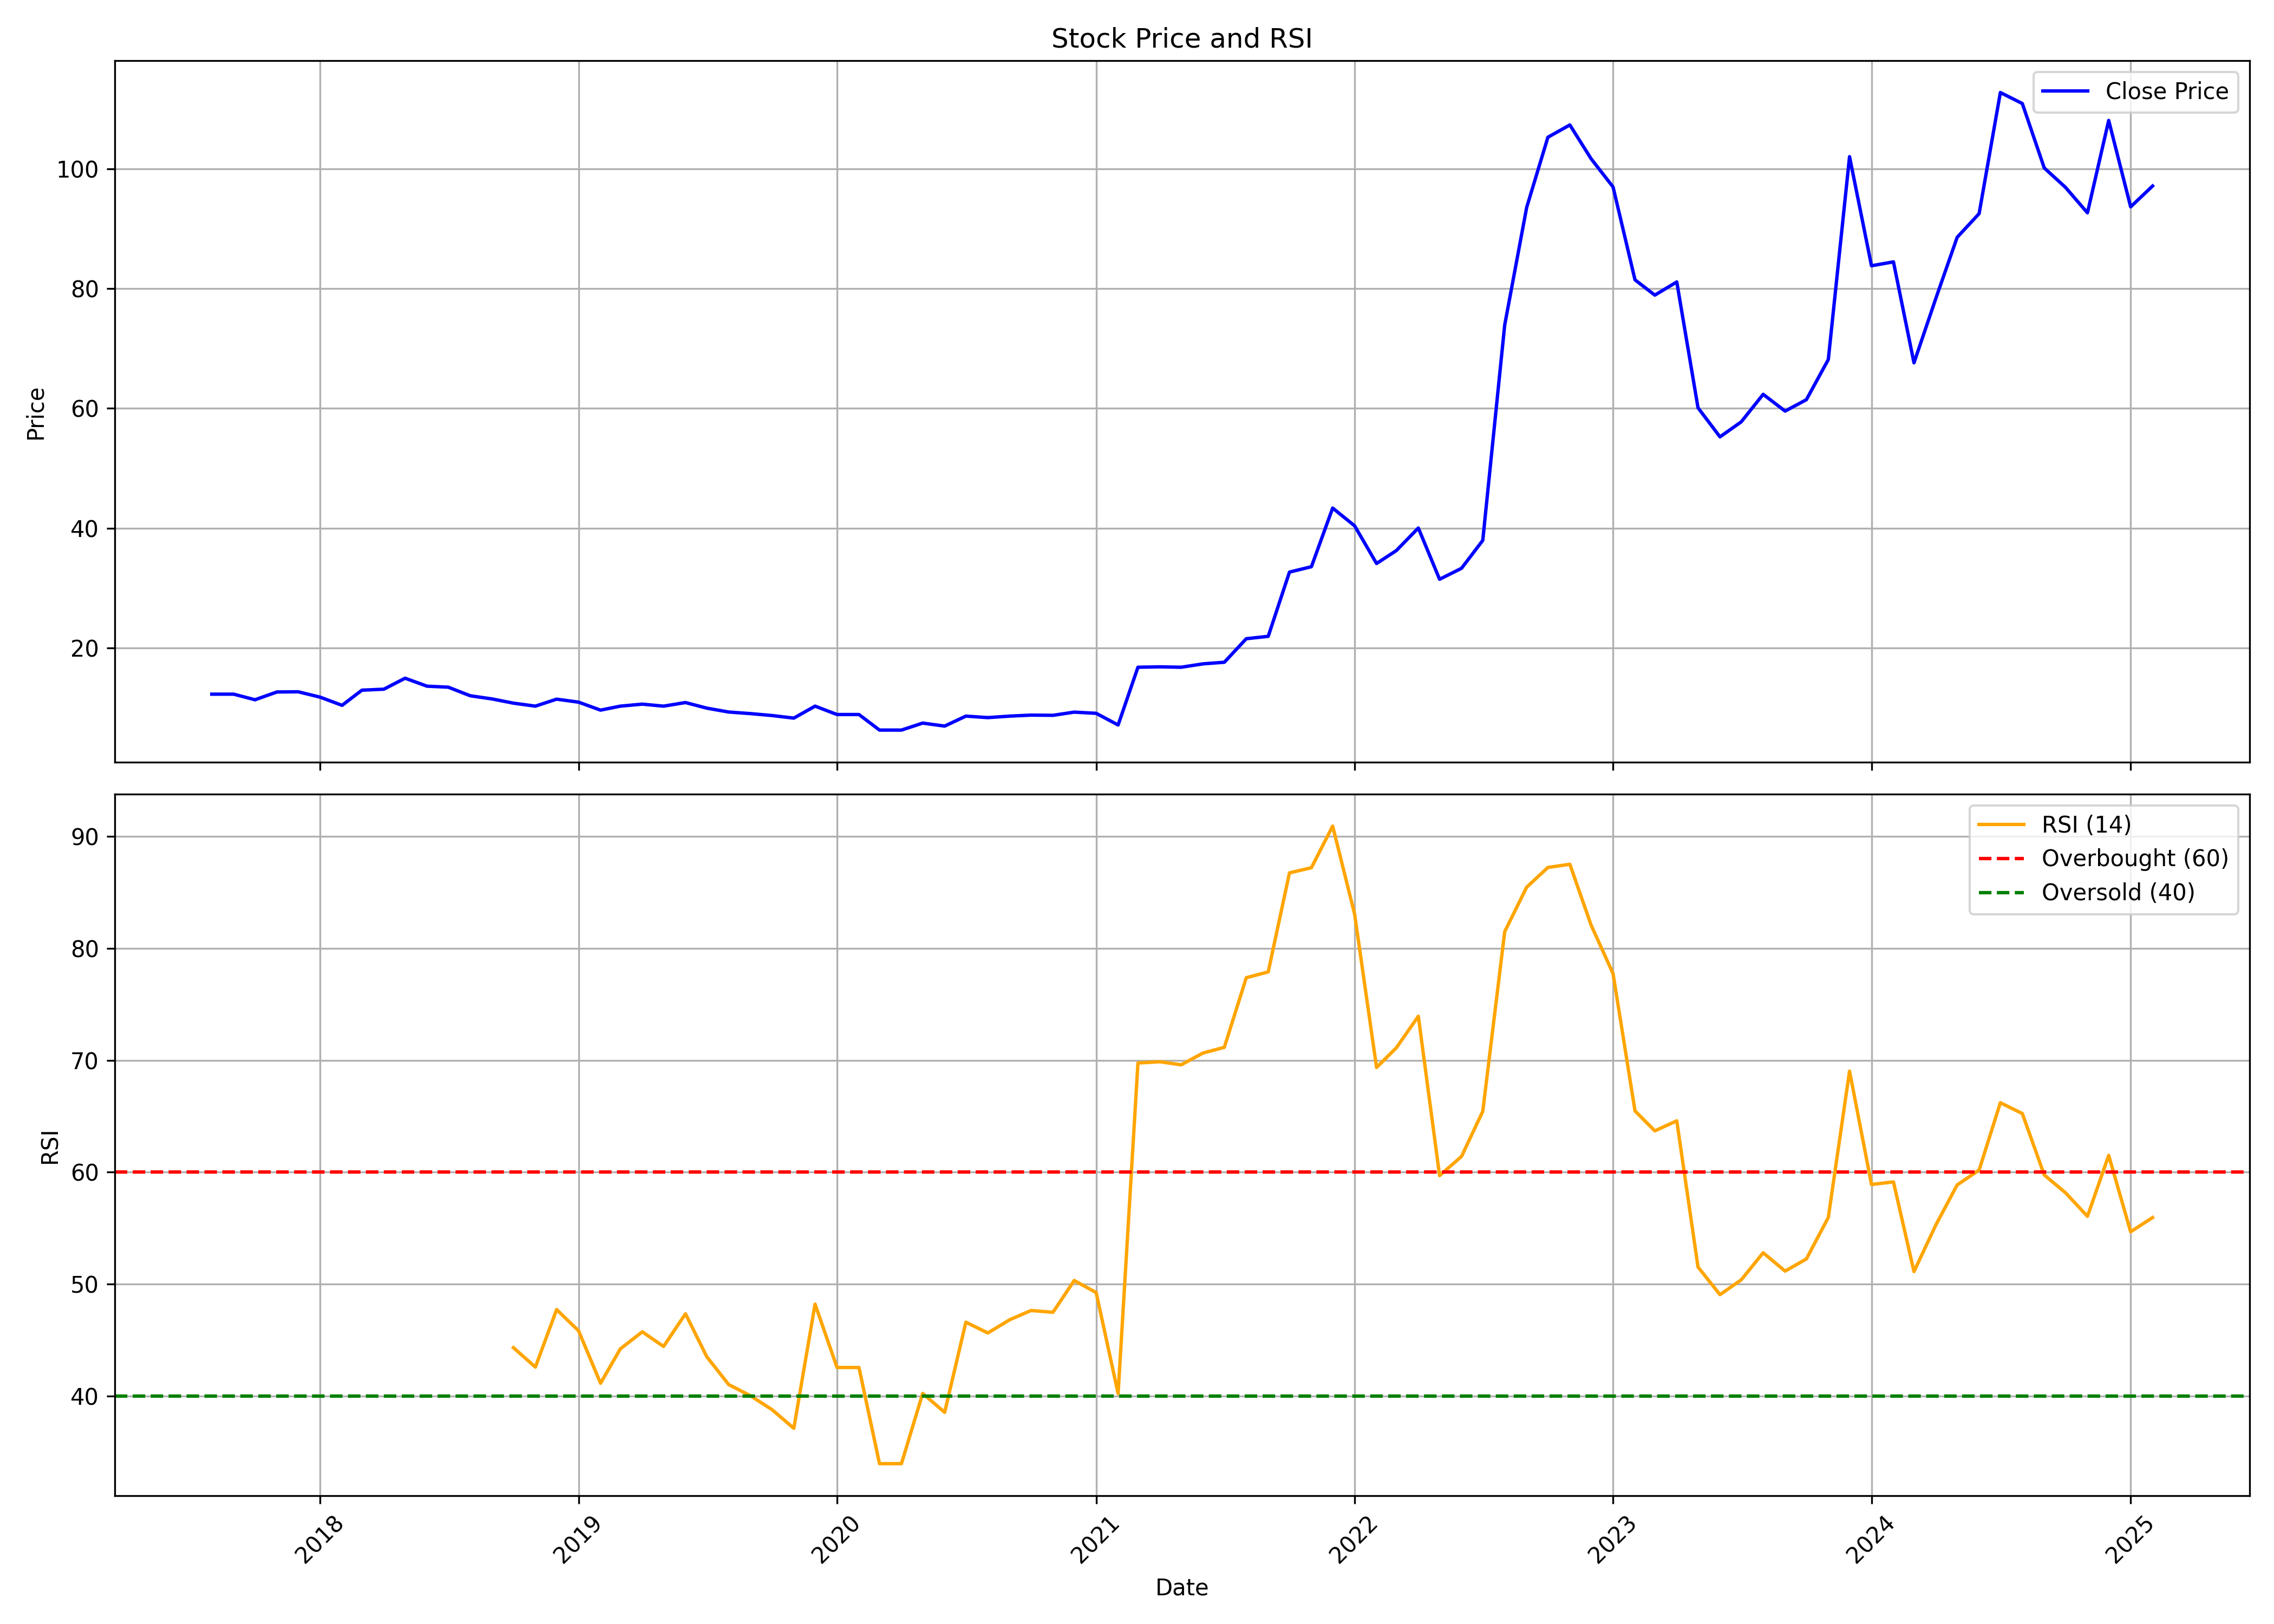 Stock Price and RSI
Close Price
100
80
60
40
20
Price
RSI (14)
Overbought (60)
Oversold (40)
90
80
70
60
50
40
RSI
2018
2019
2020
2021
2022
2023
2024
2025
Date